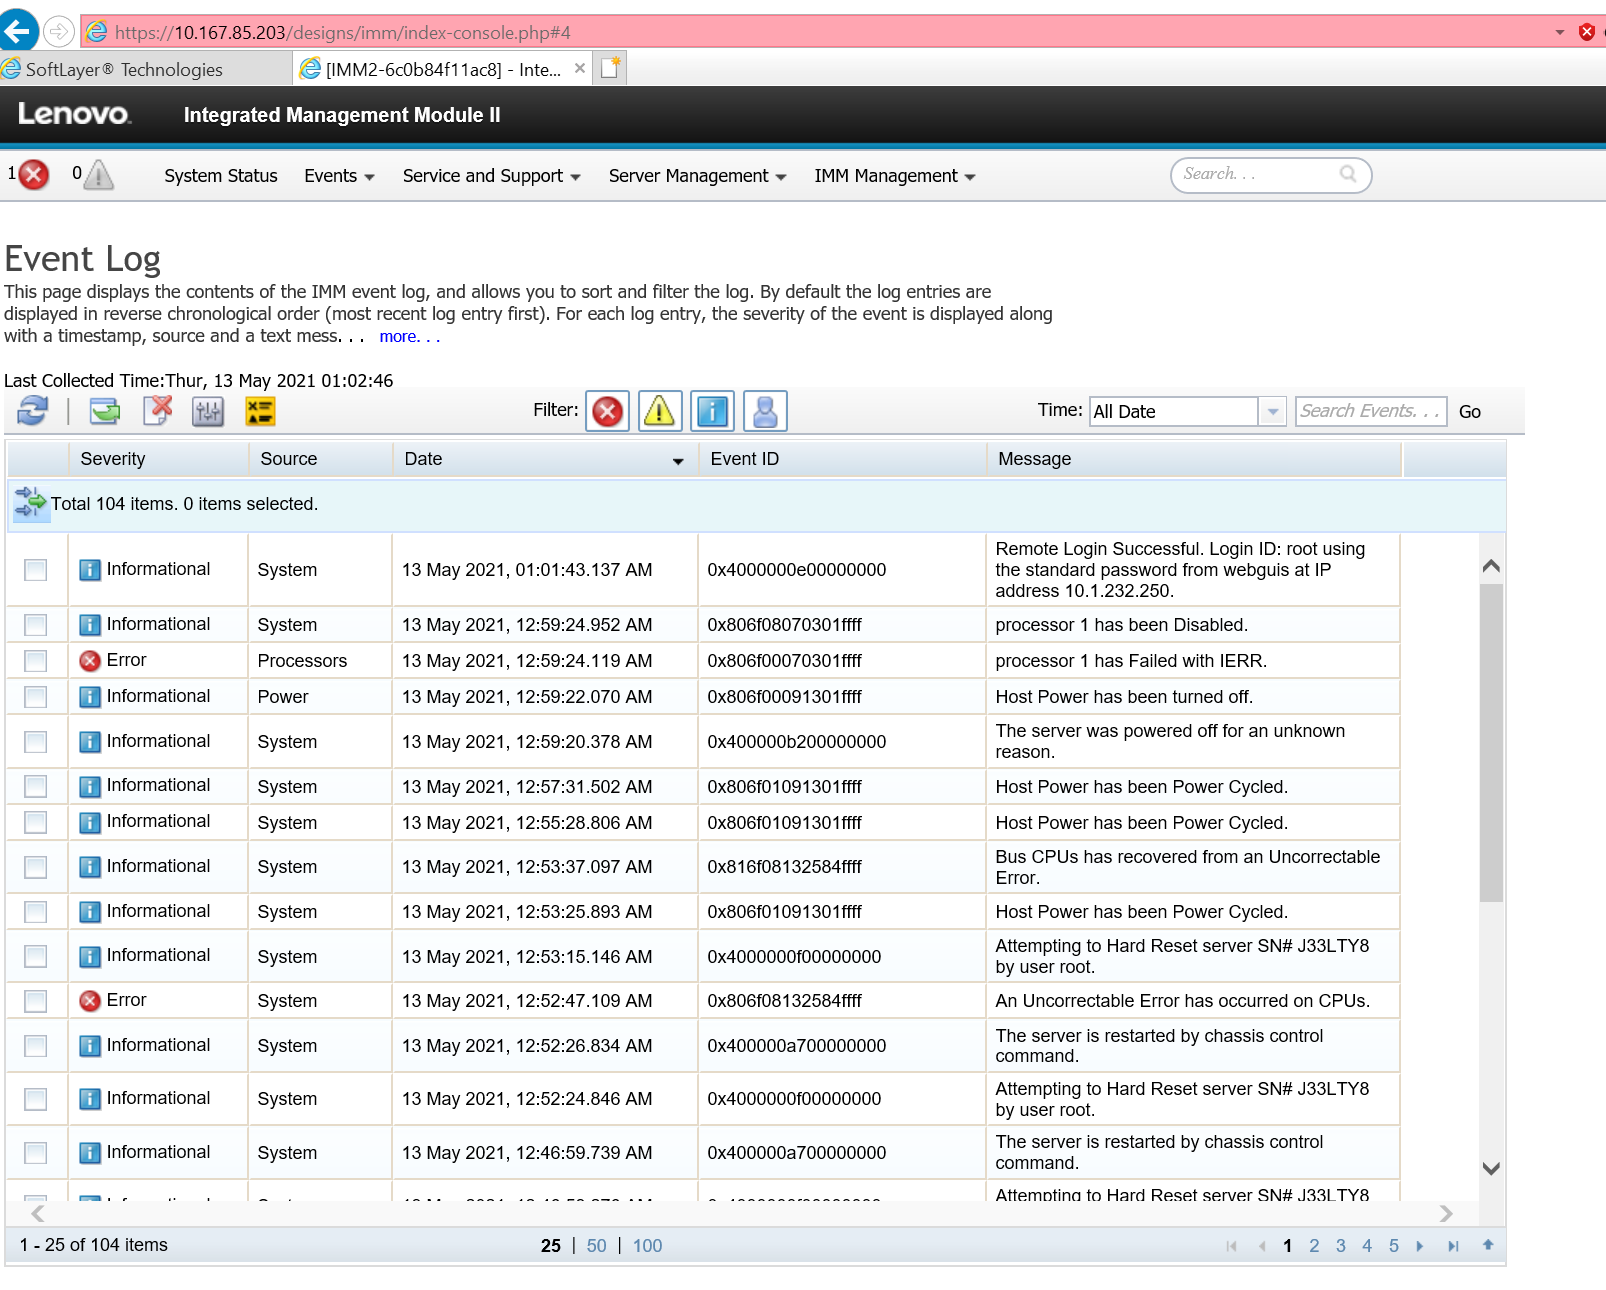 https://10.167.85.203/designs/imm/index-console.php#4
SoftLayer® Technologies
[IMM2-6c0b84f11ac8] - Inte...
Lenovo
Integrated Management Module II
1
0
System Status
Events
Service and Support
Server Management
IMM Management
Search. . .
Event Log
This page displays the contents of the IMM event log, and allows you to sort and filter the log. By default the log entries are
displayed in reverse chronological order (most recent log entry first). For each log entry, the severity of the event is displayed along
with a timestamp, source and a text mess. . . more. . .
Last Collected Time:Thur, 13 May 2021 01:02:46
Filter:
Time: All Date Search Events. . . Go
Severity Source Date Event ID Message
Total 104 items. 0 items selected.
Informational System 13 May 2021, 01:01:43.137 AM 0x4000000e00000000 Remote Login Successful. Login ID: root using
the standard password from webguis at IP
address 10.1.232.250.
Informational System 13 May 2021, 12:59:24.952 AM 0x806f08070301ffff processor 1 has been Disabled.
Error Processors 13 May 2021, 12:59:24.119 AM 0x806f00070301ffff processor 1 has Failed with IERR.
Informational Power 13 May 2021, 12:59:22.070 AM 0x806f00091301ffff Host Power has been turned off.
Informational System 13 May 2021, 12:59:20.378 AM 0x400000b200000000 The server was powered off for an unknown
reason.
Informational System 13 May 2021, 12:57:31.502 AM 0x806f01091301ffff Host Power has been Power Cycled.
Informational System 13 May 2021, 12:55:28.806 AM 0x806f01091301ffff Host Power has been Power Cycled.
Informational System 13 May 2021, 12:53:37.097 AM 0x816f08132584ffff Bus CPUs has recovered from an Uncorrectable
Error.
Informational System 13 May 2021, 12:53:25.893 AM 0x806f01091301ffff Host Power has been Power Cycled.
Informational System 13 May 2021, 12:53:15.146 AM 0x4000000f00000000 Attempting to Hard Reset server SN# J33LTY8
by user root.
Error System 13 May 2021, 12:52:47.109 AM 0x806f08132584ffff An Uncorrectable Error has occurred on CPUs.
Informational System 13 May 2021, 12:52:26.834 AM 0x400000a700000000 The server is restarted by chassis control
command.
Informational System 13 May 2021, 12:52:24.846 AM 0x4000000f00000000 Attempting to Hard Reset server SN# J33LTY8
by user root.
Informational System 13 May 2021, 12:46:59.739 AM 0x400000a700000000 The server is restarted by chassis control
command.
Attempting to Hard Reset server SN# J33LTY8
1 - 25 of 104 items
25 | 50 | 100
1 2 3 4 5